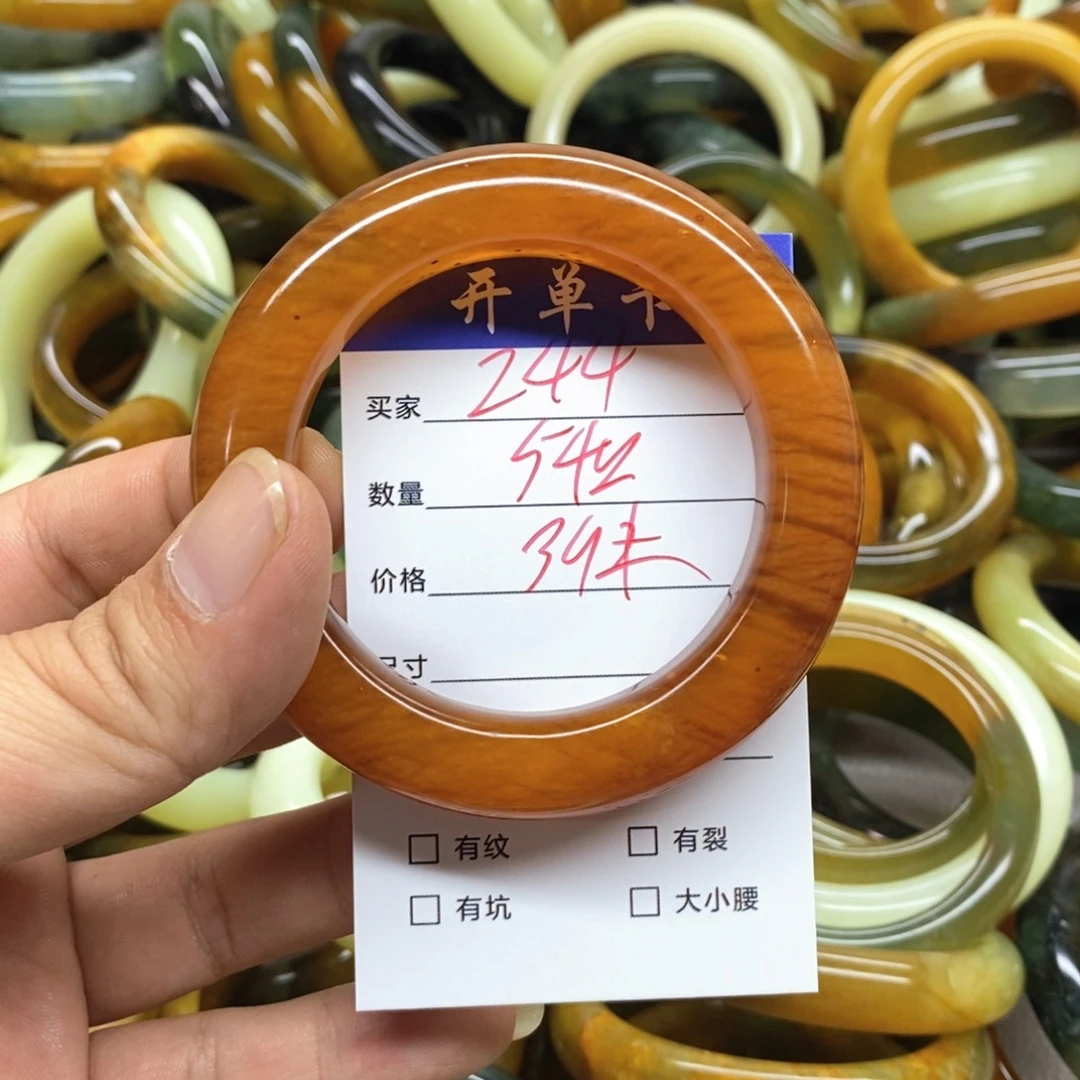 开单卡
买家 244
数量 54
价格 39
尺寸
有纹 有裂
有坑 大小腰